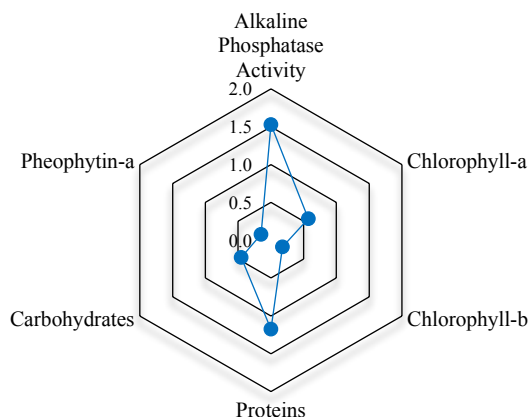 Alkaline
Phosphatase
Activity
2.0
1.5
1.0
0.5
0.0
Pheophytin-a
Chlorophyll-a
Carbohydrates
Chlorophyll-b
Proteins